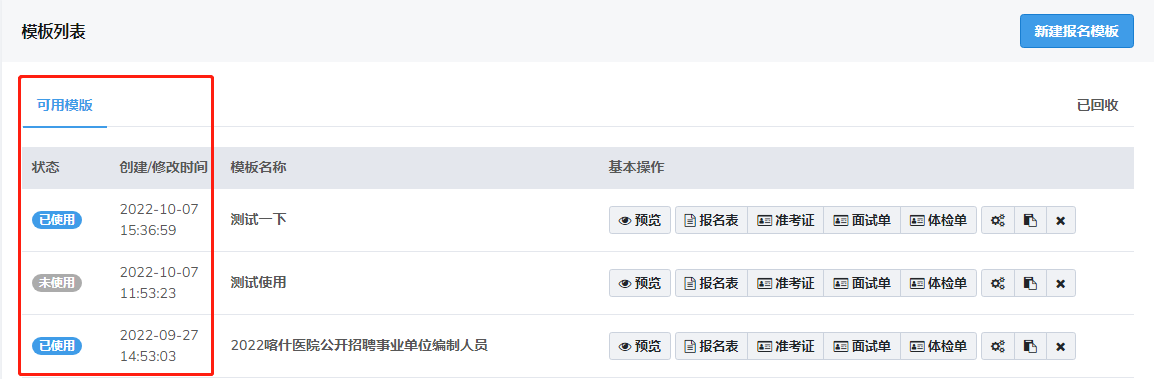 模板列表
新建报名模板
可用模版
已回收
状态 创建/修改时间 模板名称 基本操作
已使用 2022-10-07 15:36:59 测试一下 预览 报名表 准考证 面试单 体检单
未使用 2022-10-07 11:53:23 测试使用 预览 报名表 准考证 面试单 体检单
已使用 2022-09-27 14:53:03 2022喀什医院公开招聘事业单位编制人员 预览 报名表 准考证 面试单 体检单